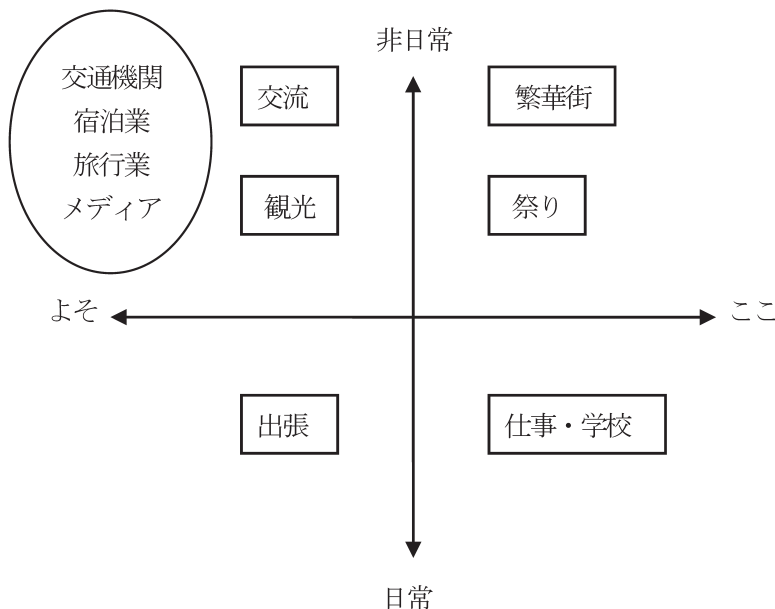 非日常
交通機関
宿泊業
旅行業
メディア
交流
繁華街
観光
祭り
よそ
ここ
出張
仕事・学校
日常